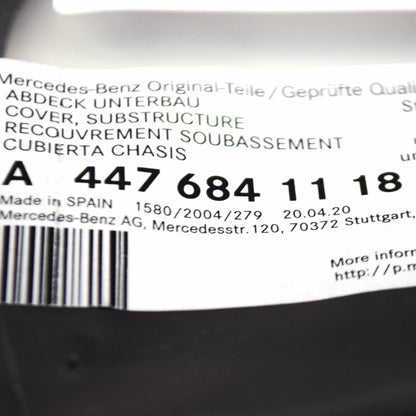 Mercedes-Benz Original-Teile/Geprüfte Quali
ABDECK UNTERBAU
COVER, SUBSTRUCTURE
RECOUVREMENT SOUBASSEMENT
CUBIERTA CHASIS
A 447 684 11 18
Made in SPAIN 1580/2004/279 20.04.20
Mercedes-Benz AG, Mercedesstr.120, 70372 Stuttgart,
More infor
http://p.m